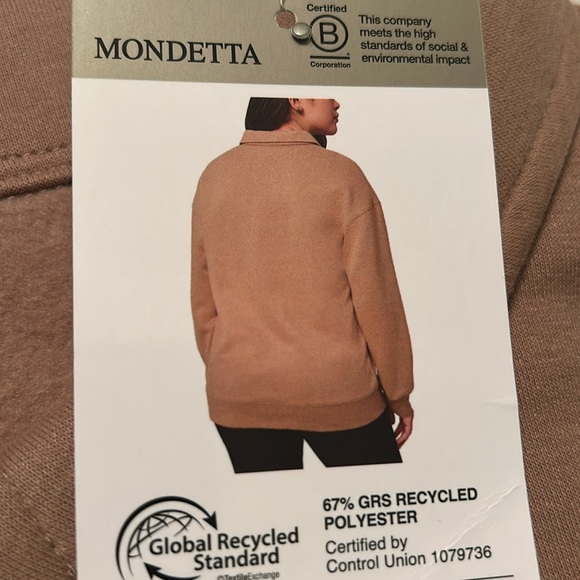 MONDETTA
Certified
B
Corporation
This company
meets the high
standards of social &
environmental impact
Global Recycled
Standard
©TextileExchange
67% GRS RECYCLED
POLYESTER
Certified by
Control Union 1079736